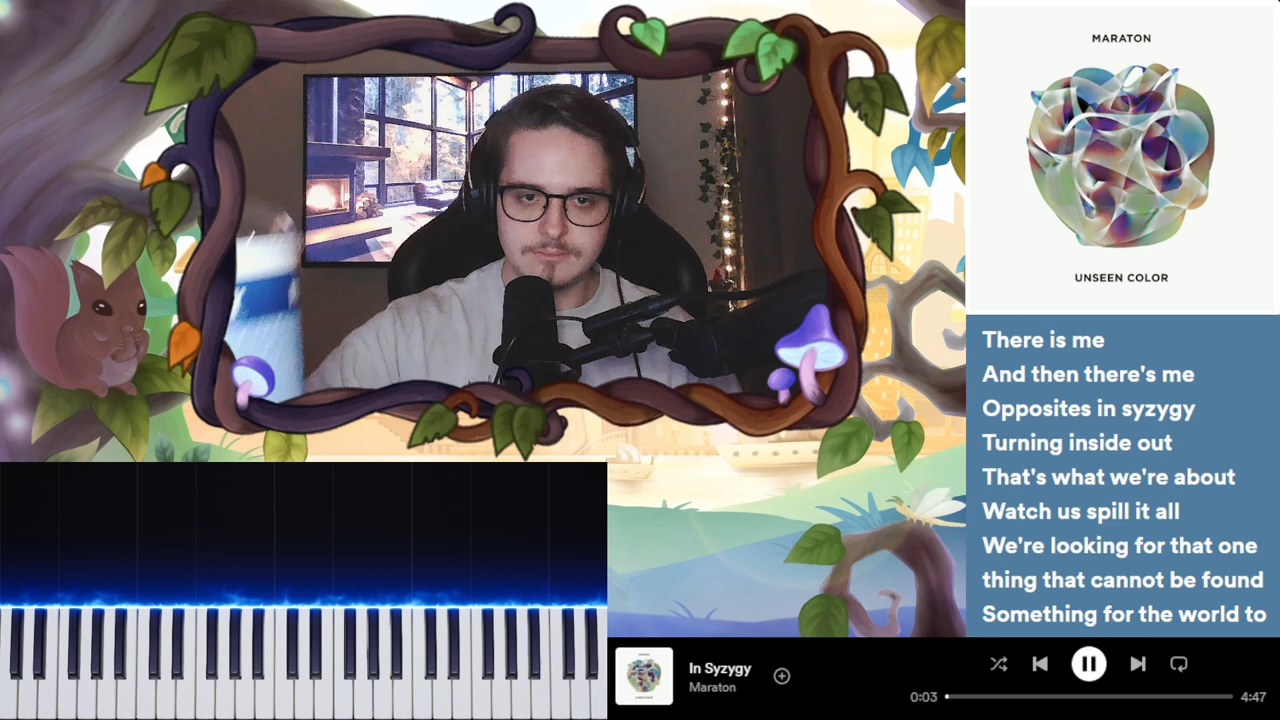 MARATON
UNSEEN COLOR
There is me
And then there's me
Opposites in syzygy
Turning inside out
That's what we're about
Watch us spill it all
We're looking for that one
thing that cannot be found
Something for the world to
In Syzygy
Maraton
0:03
4:47